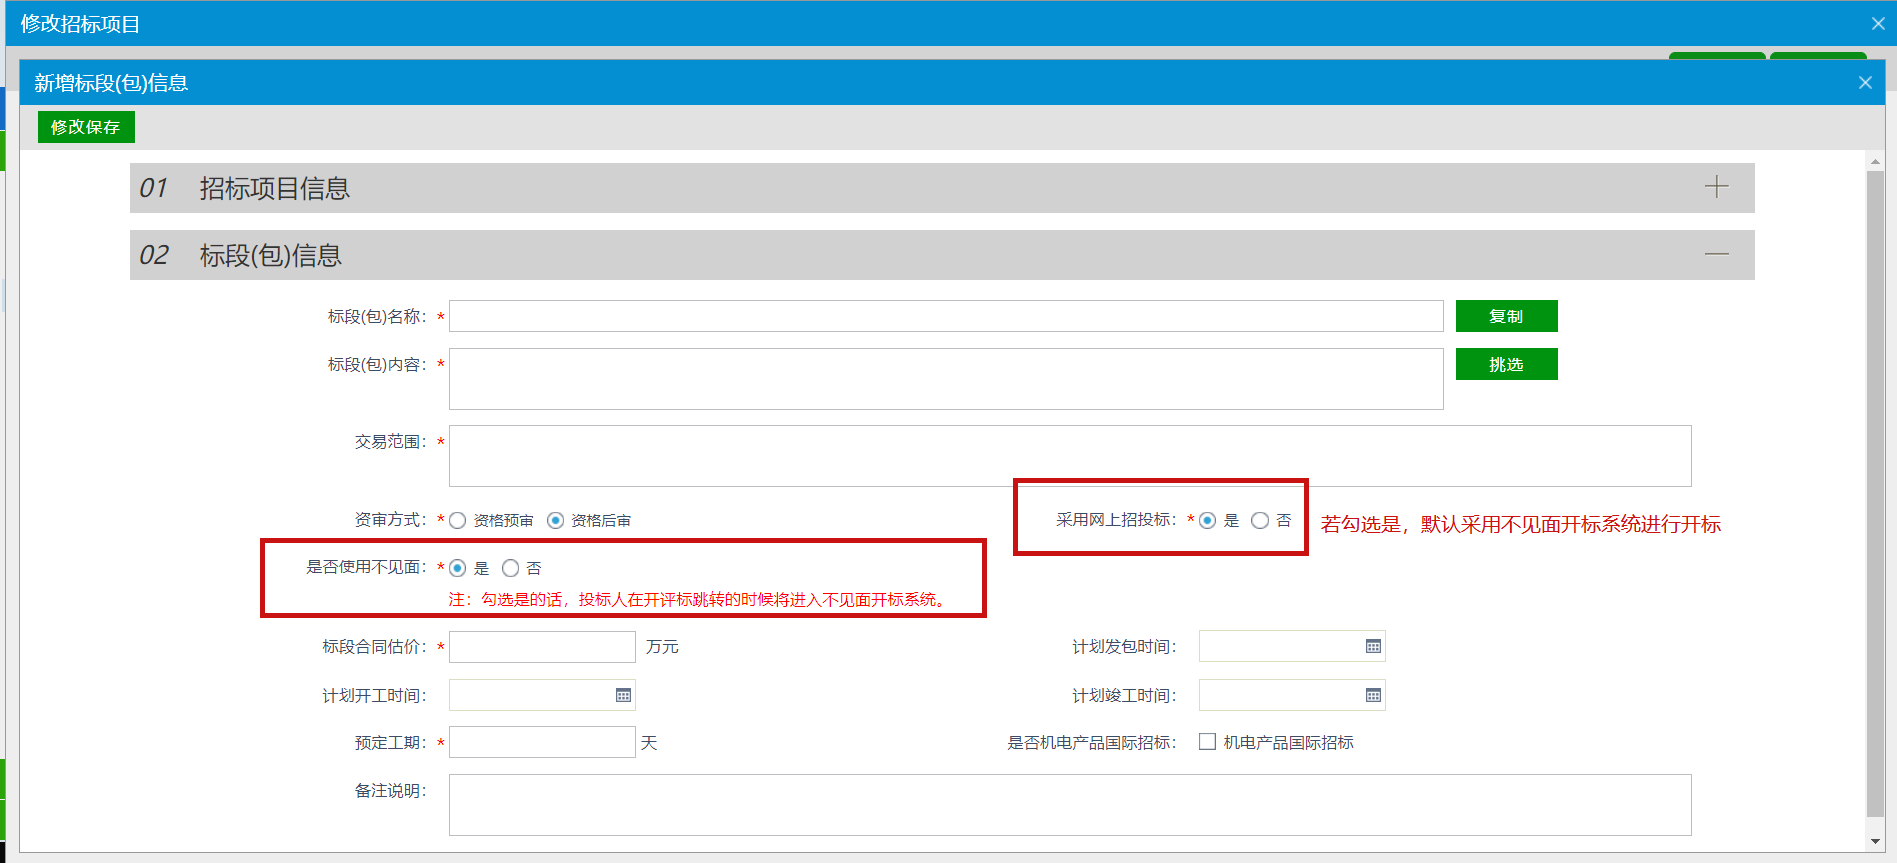 修改招标项目
新增标段(包)信息
修改保存
01 招标项目信息
02 标段(包)信息
标段(包)名称：* 复制
标段(包)内容：* 挑选
交易范围：*
资审方式：* 资格预审 资格后审 采用网上招投标：* 是 否 若勾选是，默认采用不见面开标系统进行开标
是否使用不见面：* 是 否
注：勾选是的话，投标人在开评标跳转的时候将进入不见面开标系统。
标段合同估价：* 万元 计划发包时间：
计划开工时间： 计划竣工时间：
预定工期：* 天 是否机电产品国际招标： 机电产品国际招标
备注说明：